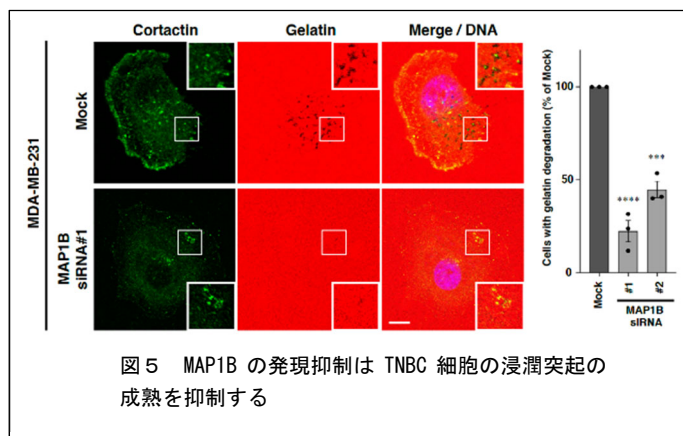 Cortactin
Gelatin
Merge / DNA
MDA-MB-231
Mock
MAP1B
siRNA#1
Cells with gelatin degradation (% of Mock)
100
50
0
****
***
Mock
#1
#2
MAP1B
siRNA
図５ MAP1B の発現抑制は TNBC 細胞の浸潤突起の
成熟を抑制する